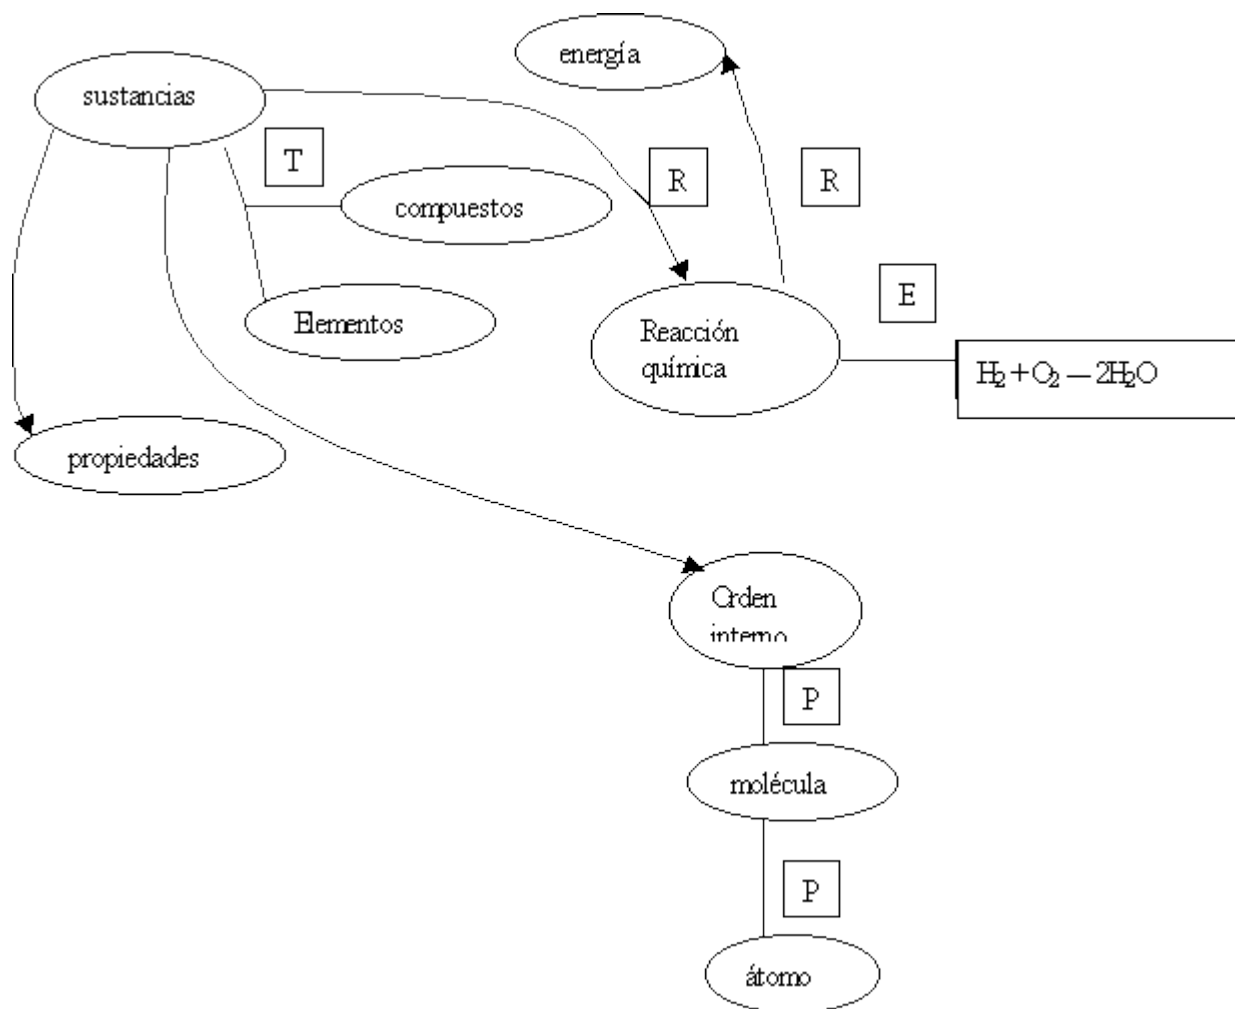 energía
sustancias
T
R
R
compuestos
E
Elementos
Reacción
química
H₂ + O₂ — 2H₂O
propiedades
Orden
interno
P
molécula
P
átomo